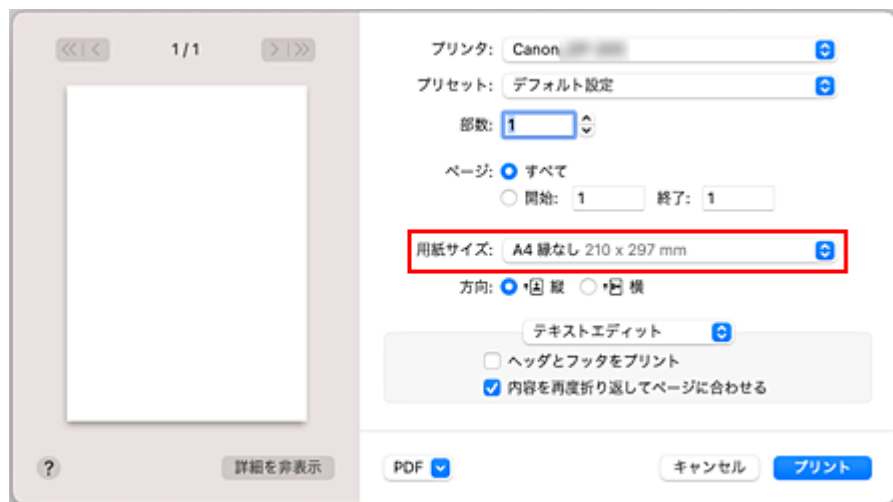 1 / 1
プリンタ: Canon
プリセット: デフォルト設定
部数: 1
ページ: すべて
開始: 1 終了: 1
用紙サイズ: A4 縁なし 210 x 297 mm
方向: 縦 横
テキストエディット
ヘッダとフッタをプリント
内容を再度折り返してページに合わせる
? 詳細を非表示 PDF キャンセル プリント